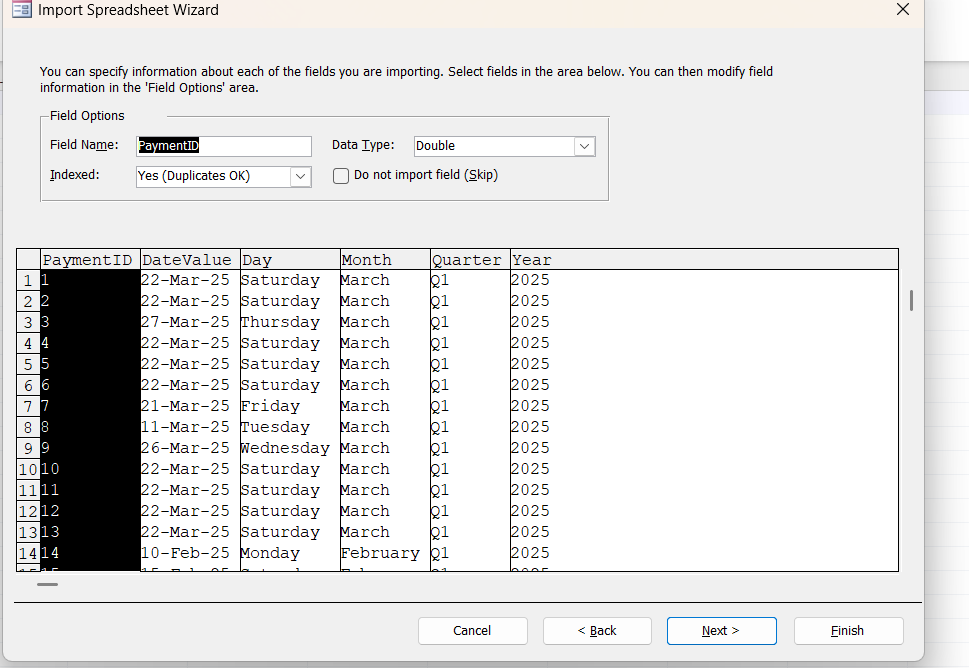 Import Spreadsheet Wizard
You can specify information about each of the fields you are importing. Select fields in the area below. You can then modify field
information in the 'Field Options' area.
Field Options
Field Name: PaymentID Data Type: Double
Indexed: Yes (Duplicates OK) Do not import field (Skip)
PaymentID DateValue Day Month Quarter Year
1 1 22-Mar-25 Saturday March Q1 2025
2 2 22-Mar-25 Saturday March Q1 2025
3 3 27-Mar-25 Thursday March Q1 2025
4 4 22-Mar-25 Saturday March Q1 2025
5 5 22-Mar-25 Saturday March Q1 2025
6 6 22-Mar-25 Saturday March Q1 2025
7 7 21-Mar-25 Friday March Q1 2025
8 8 11-Mar-25 Tuesday March Q1 2025
9 9 26-Mar-25 Wednesday March Q1 2025
10 10 22-Mar-25 Saturday March Q1 2025
11 11 22-Mar-25 Saturday March Q1 2025
12 12 22-Mar-25 Saturday March Q1 2025
13 13 22-Mar-25 Saturday March Q1 2025
14 14 10-Feb-25 Monday February Q1 2025
Cancel < Back Next > Finish